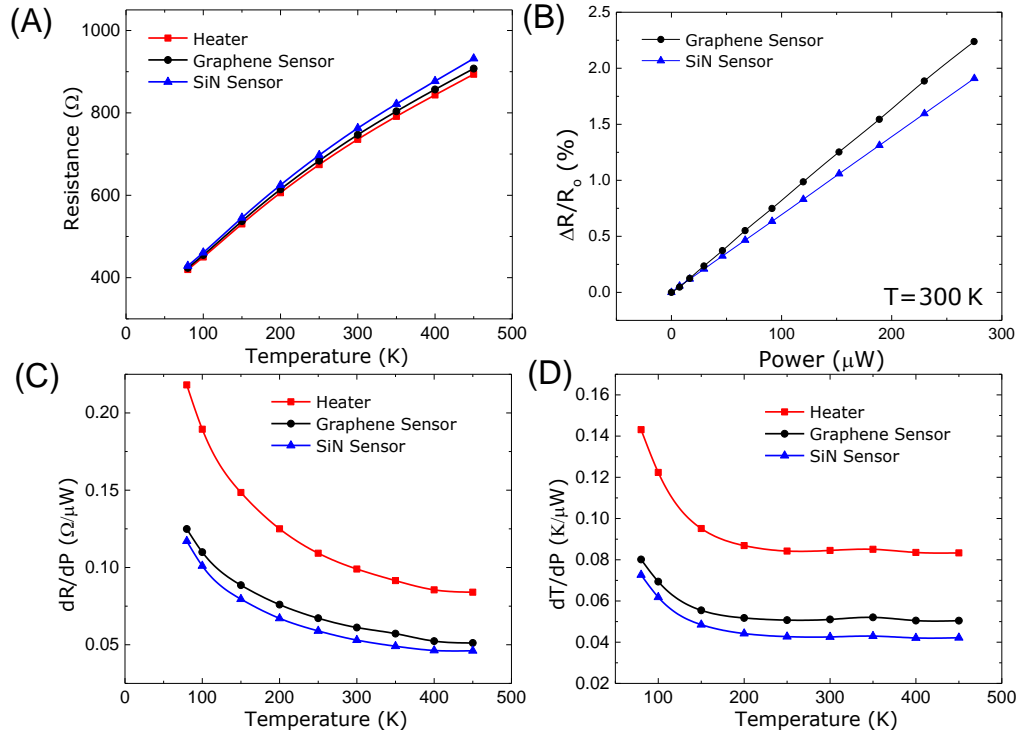 (A)
Resistance (Ω)
1000
800
600
400
Heater
Graphene Sensor
SiN Sensor
0 100 200 300 400 500
Temperature (K)
(B)
ΔR/Ro (%)
2.5
2.0
1.5
1.0
0.5
0.0
Graphene Sensor
SiN Sensor
T=300 K
0 100 200 300
Power (μW)
(C)
dR/dP (Ω/μW)
0.20
0.15
0.10
0.05
Heater
Graphene Sensor
SiN Sensor
0 100 200 300 400 500
Temperature (K)
(D)
dT/dP (K/μW)
0.16
0.14
0.12
0.10
0.08
0.06
0.04
0.02
Heater
Graphene Sensor
SiN Sensor
100 200 300 400 500
Temperature (K)